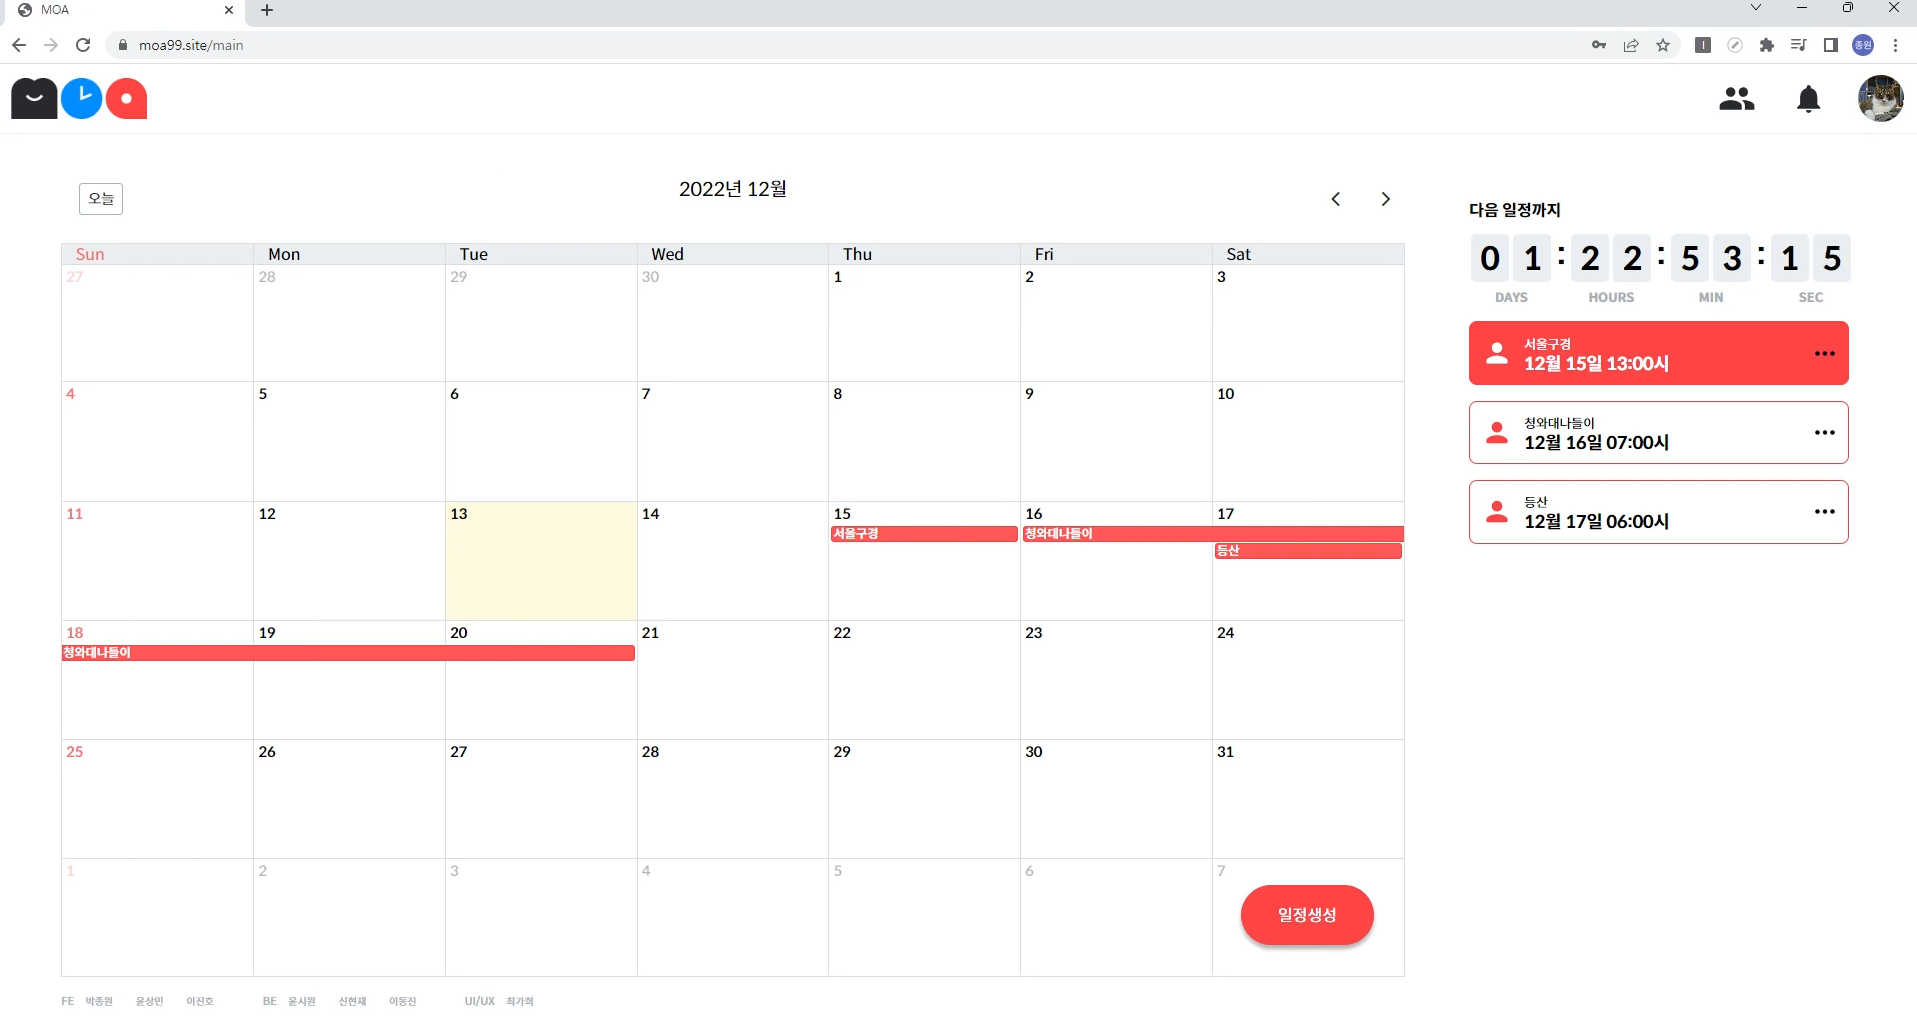 MOA
moa99.site/main
종원
오늘
2022년 12월
Sun Mon Tue Wed Thu Fri Sat
27 28 29 30 1 2 3
4 5 6 7 8 9 10
11 12 13 14 15 16 17
서울구경 청와대나들이
등산
18 19 20 21 22 23 24
청와대나들이
25 26 27 28 29 30 31
1 2 3 4 5 6 7
일정생성
다음 일정까지
01:22:53:15
DAYS HOURS MIN SEC
서울구경
12월 15일 13:00시
청와대나들이
12월 16일 07:00시
등산
12월 17일 06:00시
FE 박종원 윤상민 이진호 BE 윤시원 신현재 이동진 UI/UX 최가희